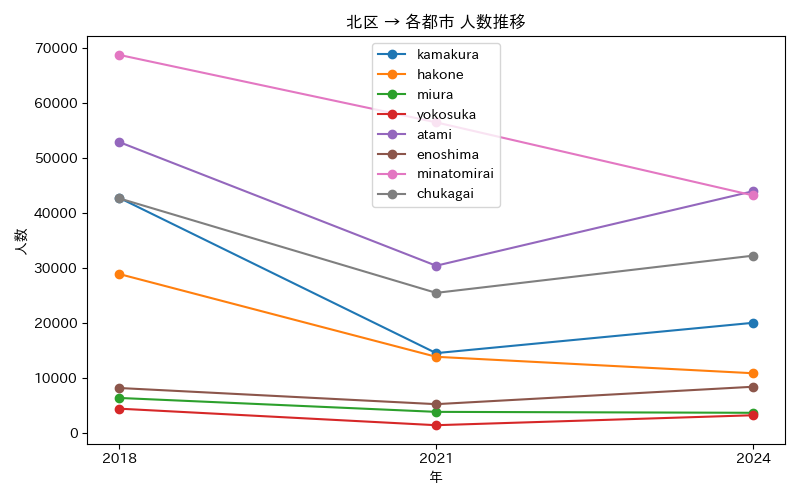 北区 → 各都市 人数推移
kamakura
hakone
miura
yokosuka
atami
enoshima
minatomirai
chukagai
70000
60000
50000
40000
30000
20000
10000
0
人数
2018
2021
2024
年